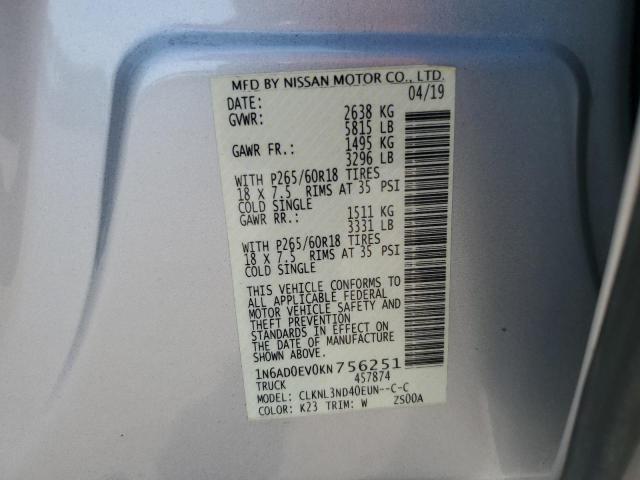 MFD BY NISSAN MOTOR CO., LTD.
DATE: 04/19
GVWR: 2638 KG
5815 LB
GAWR FR.: 1495 KG
3296 LB
WITH P265/60R18 TIRES
18 X 7.5 RIMS AT 35 PSI
COLD SINGLE
GAWR RR.: 1511 KG
3331 LB
WITH P265/60R18 TIRES
18 X 7.5 RIMS AT 35 PSI
COLD SINGLE
THIS VEHICLE CONFORMS TO
ALL APPLICABLE FEDERAL
MOTOR VEHICLE SAFETY AND
THEFT PREVENTION
STANDARDS IN EFFECT ON
THE DATE OF MANUFACTURE
SHOWN ABOVE.
1N6AD0EV0KN756251
TRUCK 457874
MODEL: CLKNL3ND40EUN--C-C
COLOR: K23 TRIM: W ZS00A